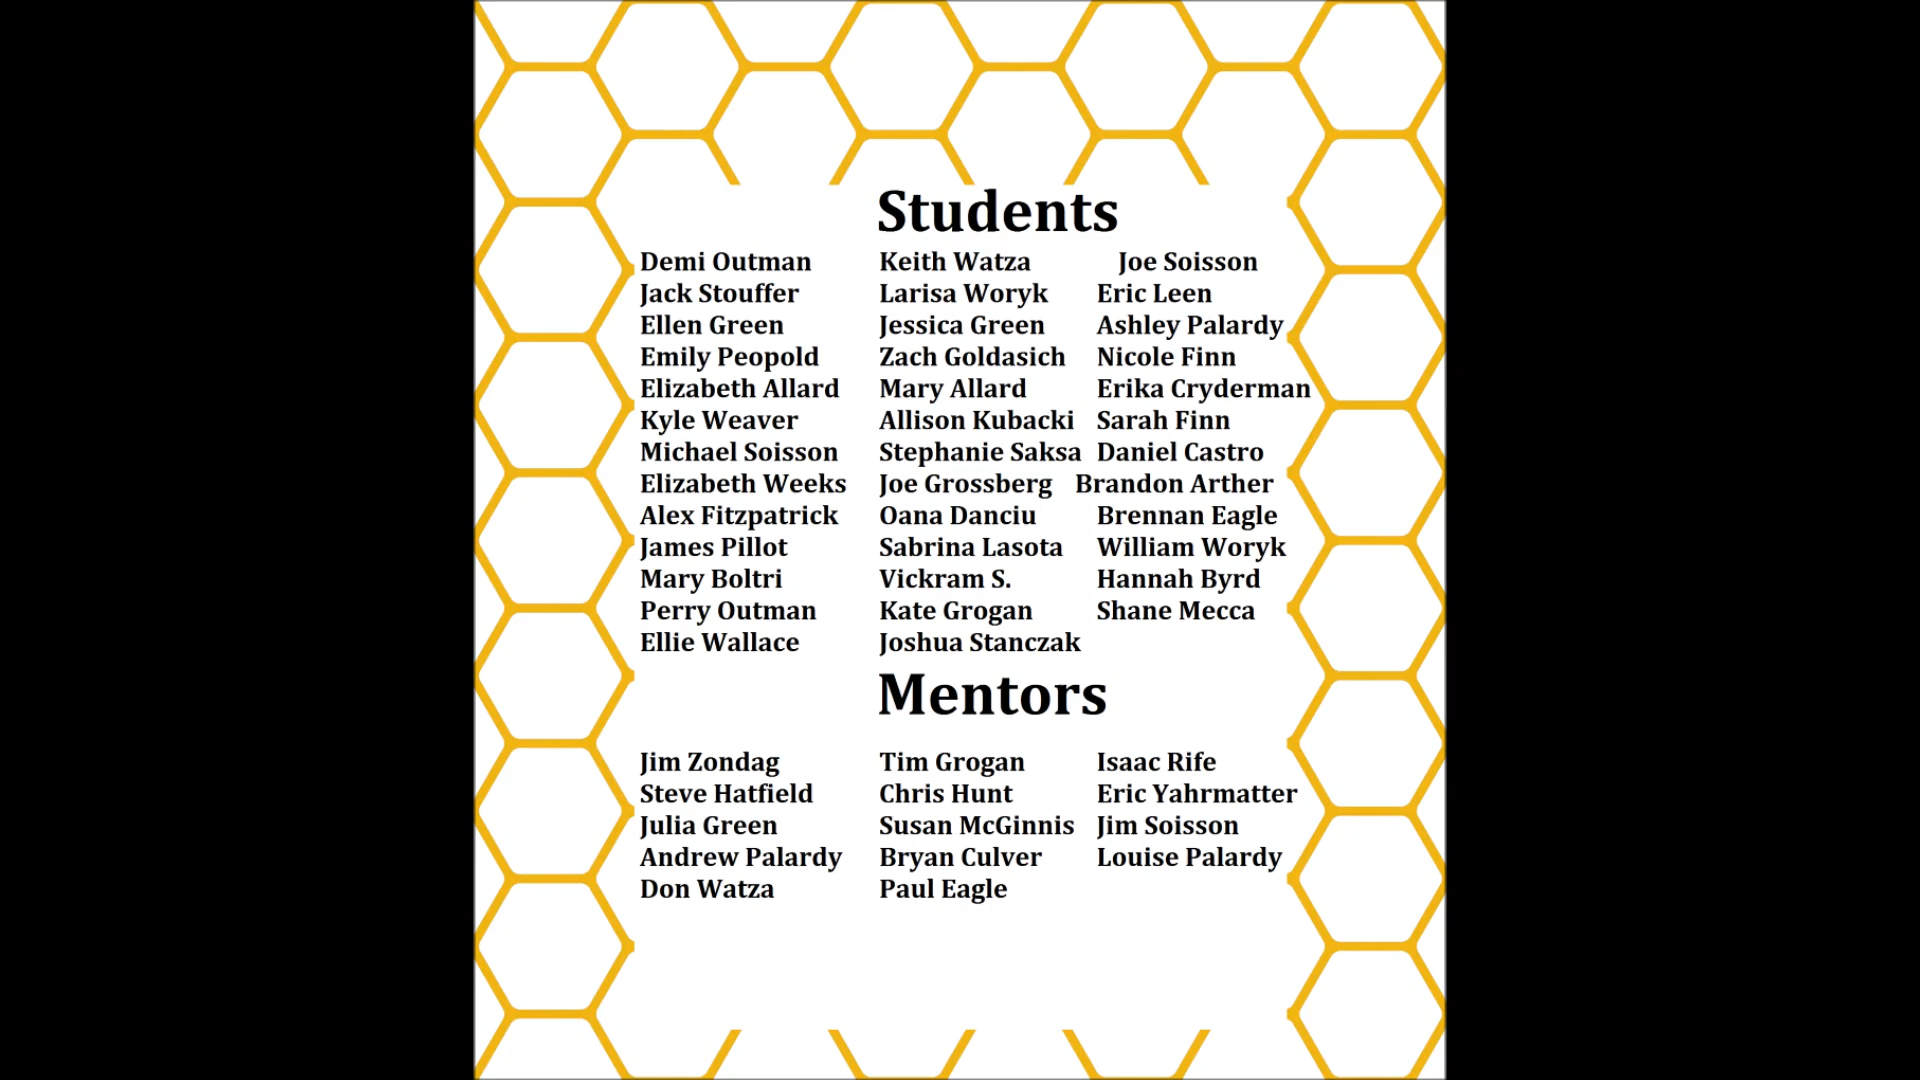 Students
Demi Outman Keith Watza Joe Soisson
Jack Stouffer Larisa Woryk Eric Leen
Ellen Green Jessica Green Ashley Palardy
Emily Peopold Zach Goldasich Nicole Finn
Elizabeth Allard Mary Allard Erika Cryderman
Kyle Weaver Allison Kubacki Sarah Finn
Michael Soisson Stephanie Saksa Daniel Castro
Elizabeth Weeks Joe Grossberg Brandon Arther
Alex Fitzpatrick Oana Danciu Brennan Eagle
James Pillot Sabrina Lasota William Woryk
Mary Boltri Vickram S. Hannah Byrd
Perry Outman Kate Grogan Shane Mecca
Ellie Wallace Joshua Stanczak
Mentors
Jim Zondag Tim Grogan Isaac Rife
Steve Hatfield Chris Hunt Eric Yahrmatter
Julia Green Susan McGinnis Jim Soisson
Andrew Palardy Bryan Culver Louise Palardy
Don Watza Paul Eagle